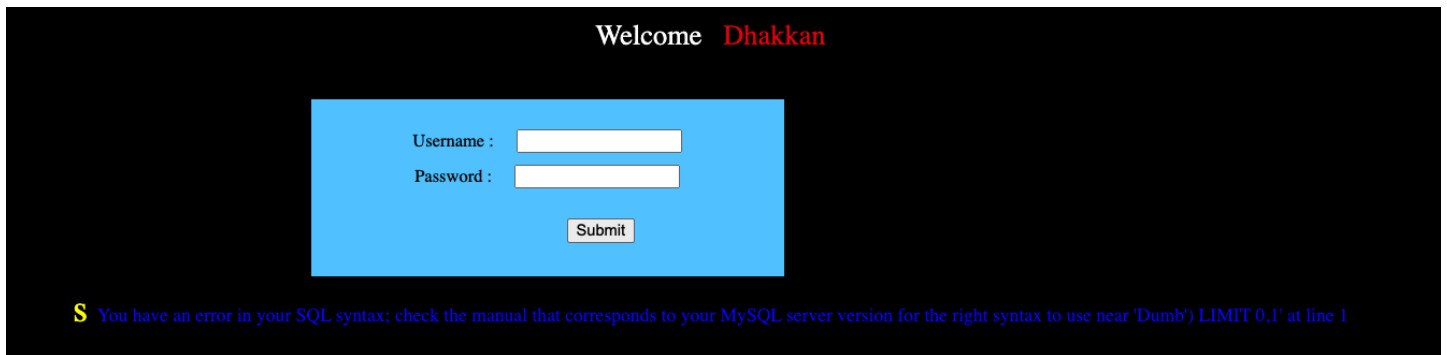 Welcome Dhakkan
Username :
Password :
Submit
S You have an error in your SQL syntax; check the manual that corresponds to your MySQL server version for the right syntax to use near 'Dumb') LIMIT 0,1' at line 1